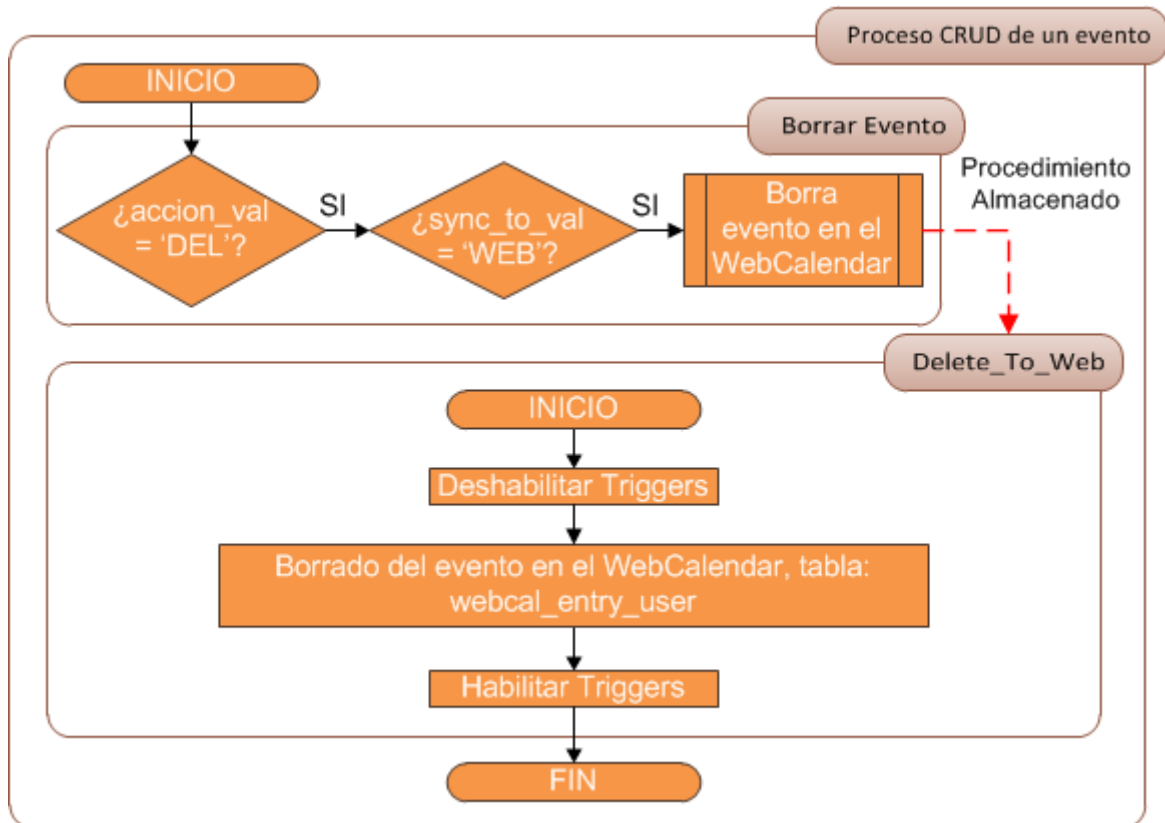 Proceso CRUD de un evento
INICIO
Borrar Evento
¿accion_val
= ‘DEL’?
SI
¿sync_to_val
= ‘WEB’?
SI
Borra
evento en el
WebCalendar
Procedimiento
Almacenado
Delete_To_Web
INICIO
Deshabilitar Triggers
Borrado del evento en el WebCalendar, tabla:
webcal_entry_user
Habilitar Triggers
FIN